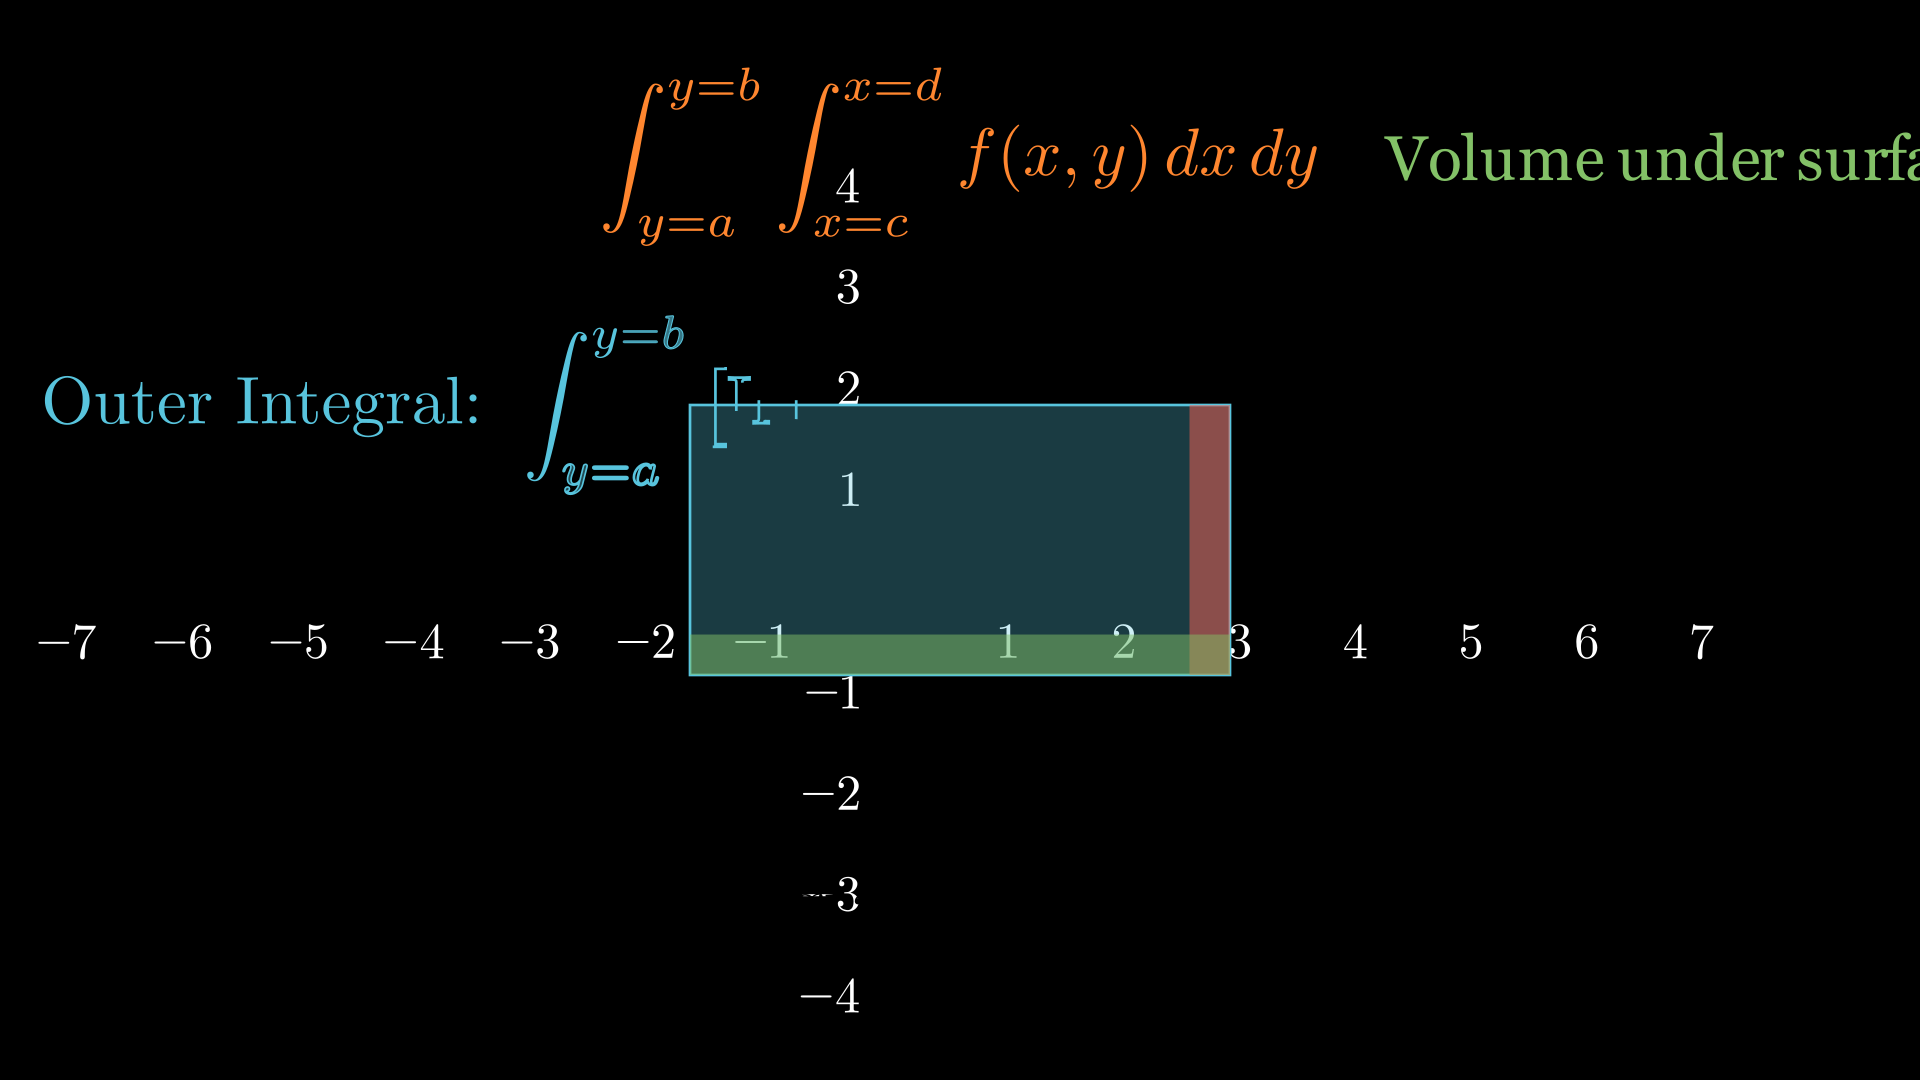 ∫_{y=a}^{y=b} ∫_{x=c}^{x=d} f(x, y) dx dy Volume under
4
3
Outer Integral: ∫_{y=a}^{y=b} [
2
1
−7 −6 −5 −4 −3 −2 −1 1 2 3 4 5 6 7
−1
−2
−3
−4